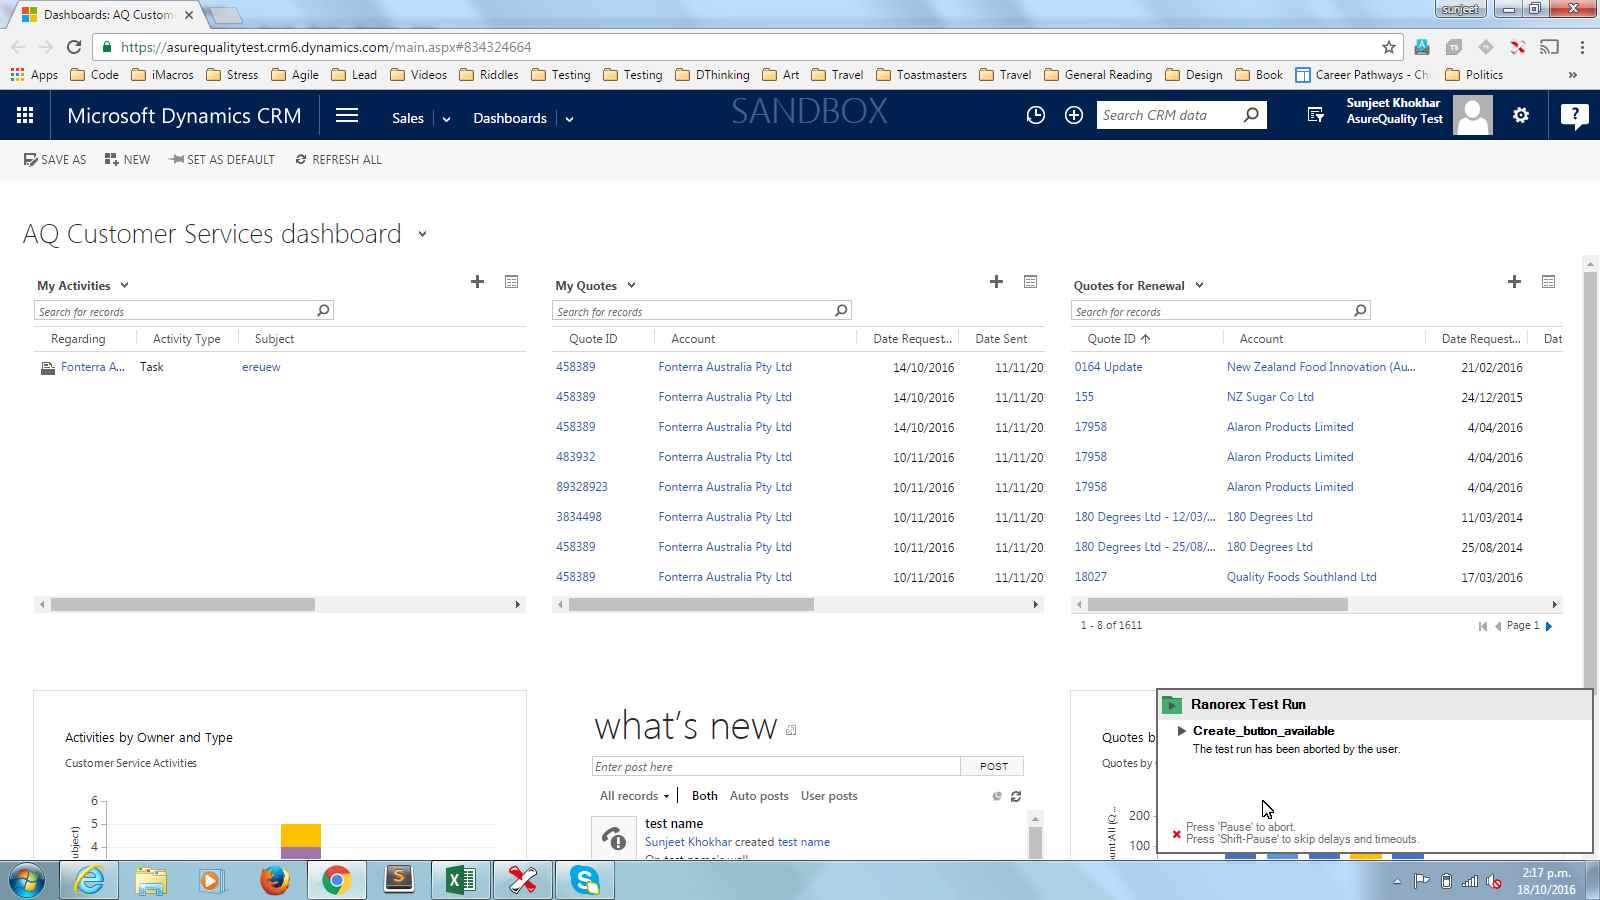 Dashboards: AQ Custom
sunjeet
https://asurequalitytest.crm6.dynamics.com/main.aspx#834324664
Apps Code iMacros Stress Agile Lead Videos Riddles Testing Testing DThinking Art Travel Toastmasters Travel General Reading Design Book Career Pathways - Ch Politics »
Microsoft Dynamics CRM Sales Dashboards SANDBOX Search CRM data
Sunjeet Khokhar
AsureQuality Test
SAVE AS NEW SET AS DEFAULT REFRESH ALL
AQ Customer Services dashboard
My Activities
Search for records
Regarding Activity Type Subject
Fonterra A... Task ereuew
My Quotes
Search for records
Quote ID Account Date Request... Date Sent
458389 Fonterra Australia Pty Ltd 14/10/2016 11/11/20
458389 Fonterra Australia Pty Ltd 14/10/2016 11/11/20
458389 Fonterra Australia Pty Ltd 14/10/2016 11/11/20
483932 Fonterra Australia Pty Ltd 10/11/2016 11/11/20
89328923 Fonterra Australia Pty Ltd 10/11/2016 11/11/20
3834498 Fonterra Australia Pty Ltd 10/11/2016 11/11/20
458389 Fonterra Australia Pty Ltd 10/11/2016 11/11/20
458389 Fonterra Australia Pty Ltd 10/11/2016 11/11/20
Quotes for Renewal
Search for records
Quote ID Account Date Request... Dat
0164 Update New Zealand Food Innovation (Au... 21/02/2016
155 NZ Sugar Co Ltd 24/12/2015
17958 Alaron Products Limited 4/04/2016
17958 Alaron Products Limited 4/04/2016
17958 Alaron Products Limited 4/04/2016
180 Degrees Ltd - 12/03/... 180 Degrees Ltd 11/03/2014
180 Degrees Ltd - 25/08/... 180 Degrees Ltd 25/08/2014
18027 Quality Foods Southland Ltd 17/03/2016
1 - 8 of 1611 Page 1
Activities by Owner and Type
Customer Service Activities
6
5
4
ubject)
what's new
Enter post here POST
All records Both Auto posts User posts
test name
Sunjeet Khokhar created test name
On test name's wall
Quotes b
Quotes by
200
100
ount:All (Q...
Ranorex Test Run
Create_button_available
The test run has been aborted by the user.
Press 'Pause' to abort.
Press 'Shift-Pause' to skip delays and timeouts.
2:17 p.m.
18/10/2016